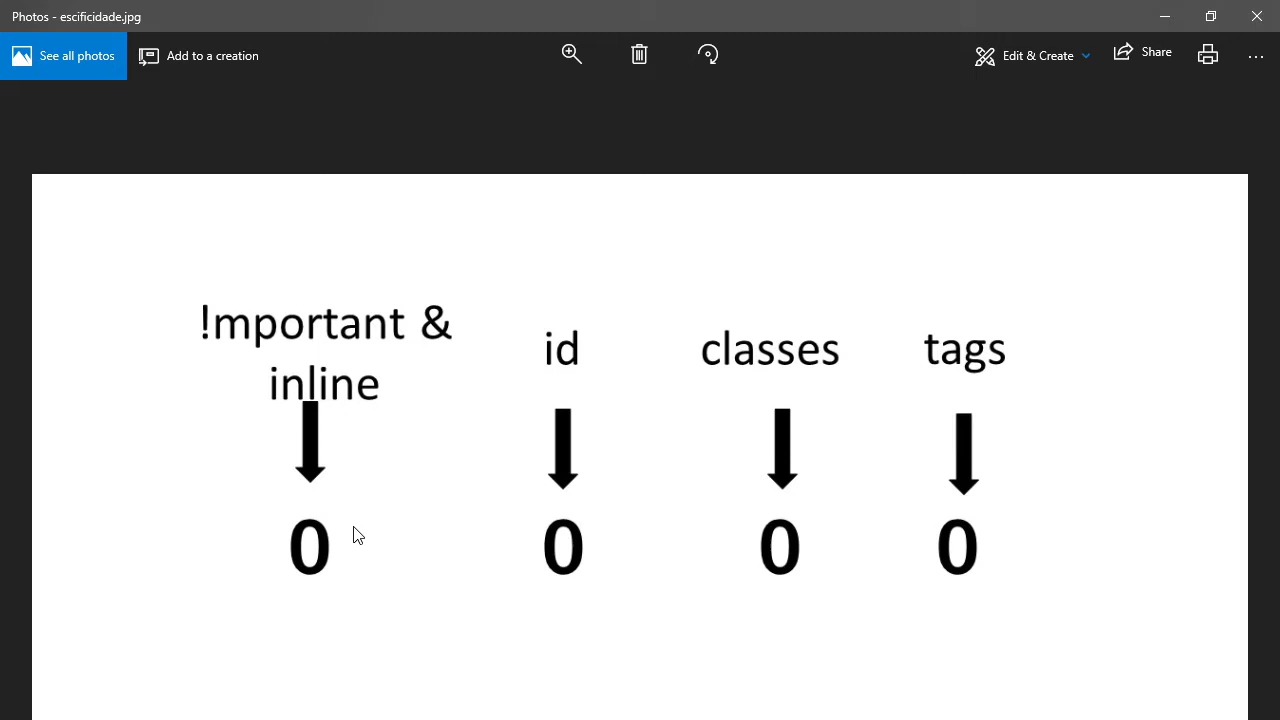 Photos - escificidade.jpg
See all photos
Add to a creation
Edit & Create
Share
!mportant &
inline
id
classes
tags
0 0 0 0